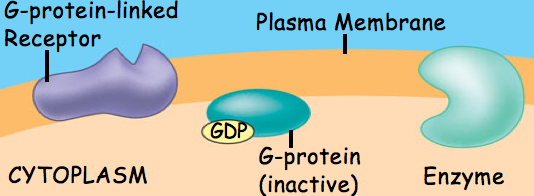 G-protein-linked
Receptor
Plasma Membrane
GDP
G-protein
(inactive)
CYTOPLASM
Enzyme